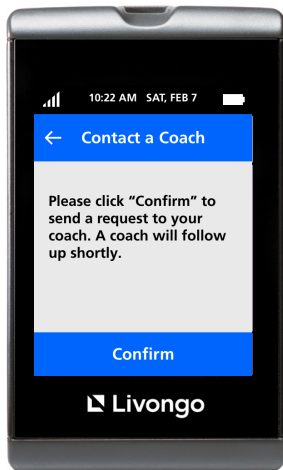 10:22 AM SAT, FEB 7
Contact a Coach
Please click “Confirm” to
send a request to your
coach. A coach will follow
up shortly.
Confirm
Livongo